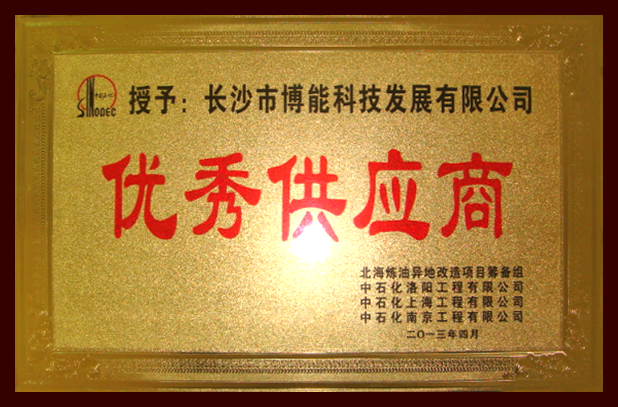 SINODEC
授予：长沙市博能科技发展有限公司
优秀供应商
北海炼油异地改造项目筹备组
中石化洛阳工程有限公司
中石化上海工程有限公司
中石化南京工程有限公司
二〇一三年四月